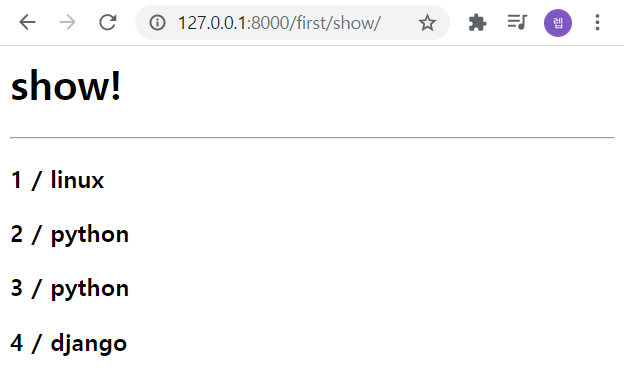 127.0.0.1:8000/first/show/
렙
show!
1 / linux
2 / python
3 / python
4 / django